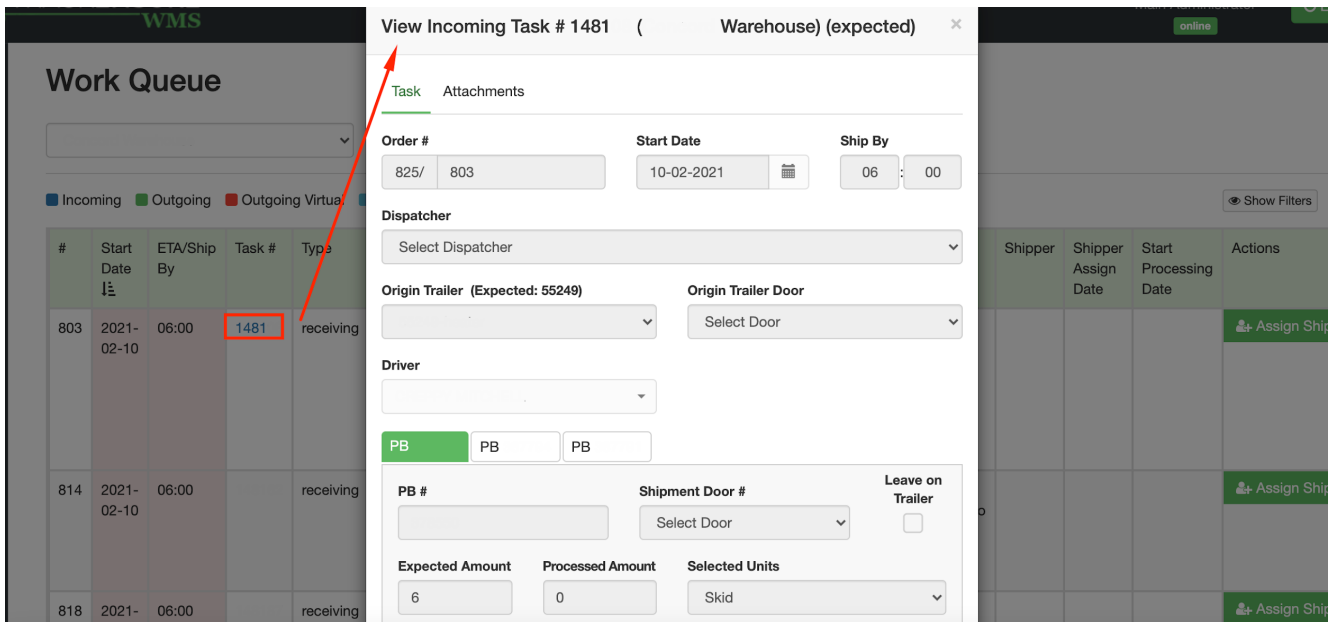 WMS
online
View Incoming Task # 1481 ( Warehouse) (expected)
×
Work Queue
Task Attachments
Order # Start Date Ship By
825/ 803 10-02-2021 06 : 00
Incoming Outgoing Outgoing Virtual
Show Filters
Dispatcher
Select Dispatcher
# Start Date ETA/Ship By Task # Type
Shipper Shipper Assign Date Start Processing Date Actions
Origin Trailer (Expected: 55249) Origin Trailer Door
Select Door
803 2021-02-10 06:00 1481 receiving
Assign Ship
Driver
PB PB PB
814 2021-02-10 06:00 receiving
Assign Ship
PB # Shipment Door # Leave on Trailer
Select Door
Expected Amount Processed Amount Selected Units
6 0 Skid
818 2021- 06:00 receiving
Assign Ship